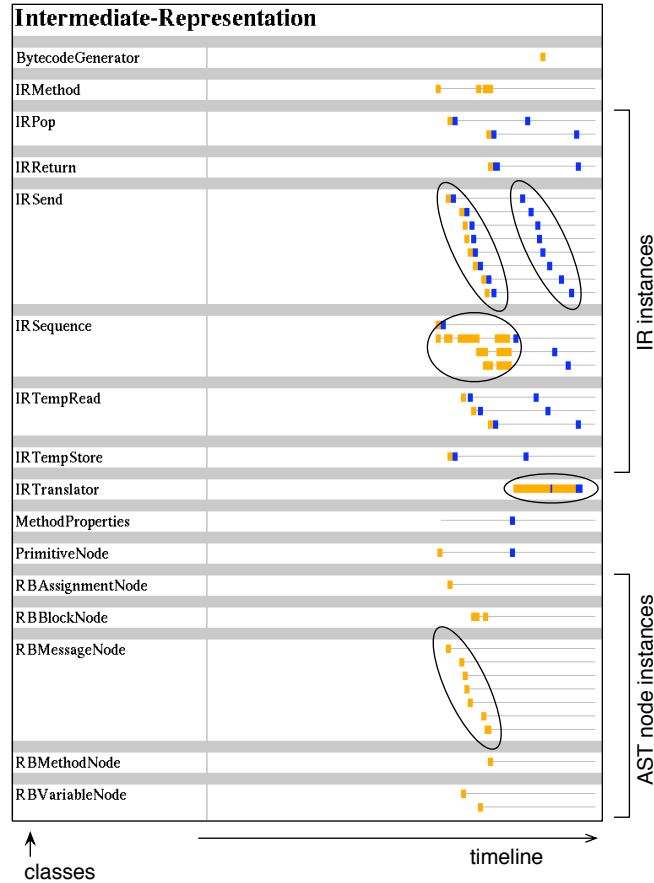 Intermediate-Representation
BytecodeGenerator
IRMethod
IRPop
IRReturn
IRSend
IRSequence
IRTempRead
IRTempStore
IRTranslator
MethodProperties
PrimitiveNode
RBAssignmentNode
RBBlockNode
RBMessageNode
RBMethodNode
RBVariableNode
IR instances
AST node instances
classes
timeline